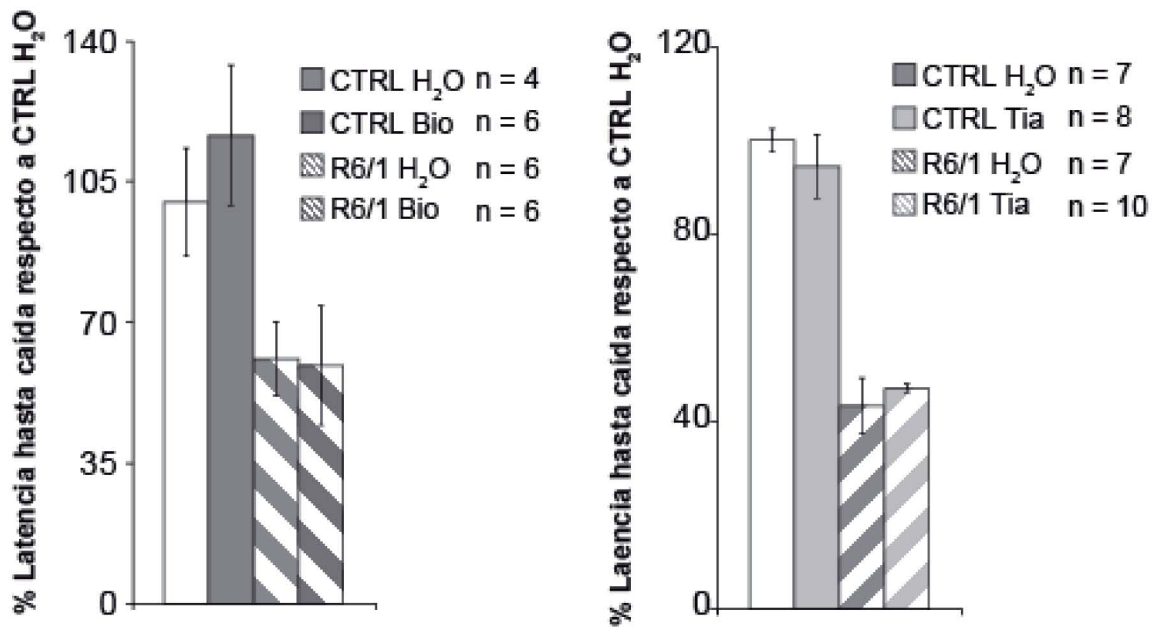 % Latencia hasta caída respecto a CTRL H₂O
140
105
70
35
0
CTRL H₂O n = 4
CTRL Bio n = 6
R6/1 H₂O n = 6
R6/1 Bio n = 6
% Laencia hasta caída respecto a CTRL H₂O
120
80
40
0
CTRL H₂O n = 7
CTRL Tia n = 8
R6/1 H₂O n = 7
R6/1 Tia n = 10